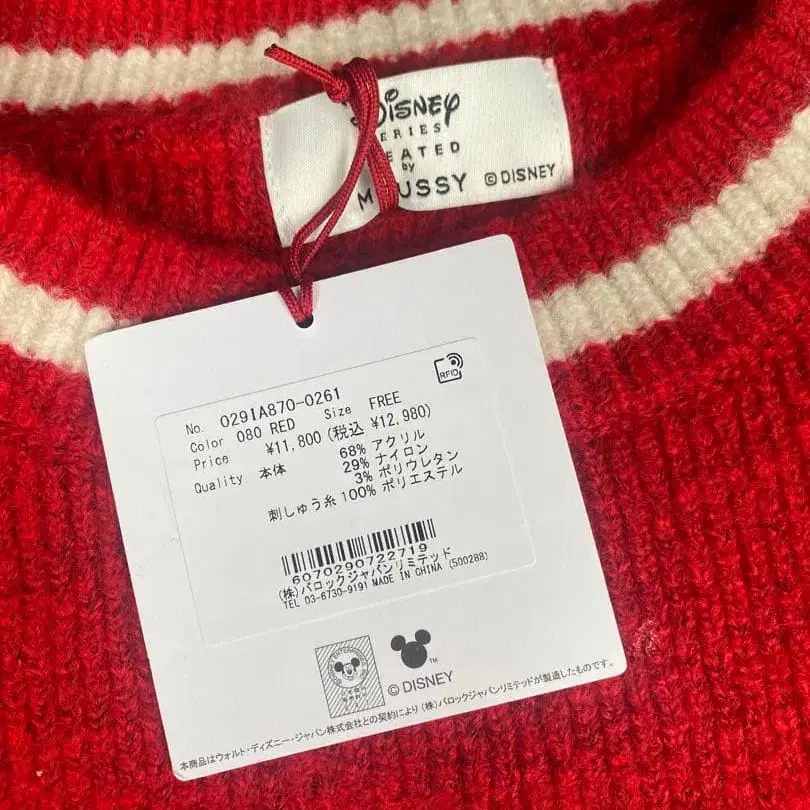 Disney
SERIES
EATED
by
M USSY © DISNEY
RFID
No. 0291A870-0261
Color 080 RED Size FREE
Price ¥11,800 (税込 ¥12,980)
Quality 本体 68% アクリル
29% ナイロン
3% ポリウレタン
刺しゅう糸 100% ポリエステル
6070290722719
(株)バロックジャパンリミテッド
TEL 03-6730-9191 MADE IN CHINA (500288)
TM
© DISNEY
本商品はウォルト・ディズニー・ジャパン株式会社との契約により(株)バロックジャパンリミテッドが製造したものです。